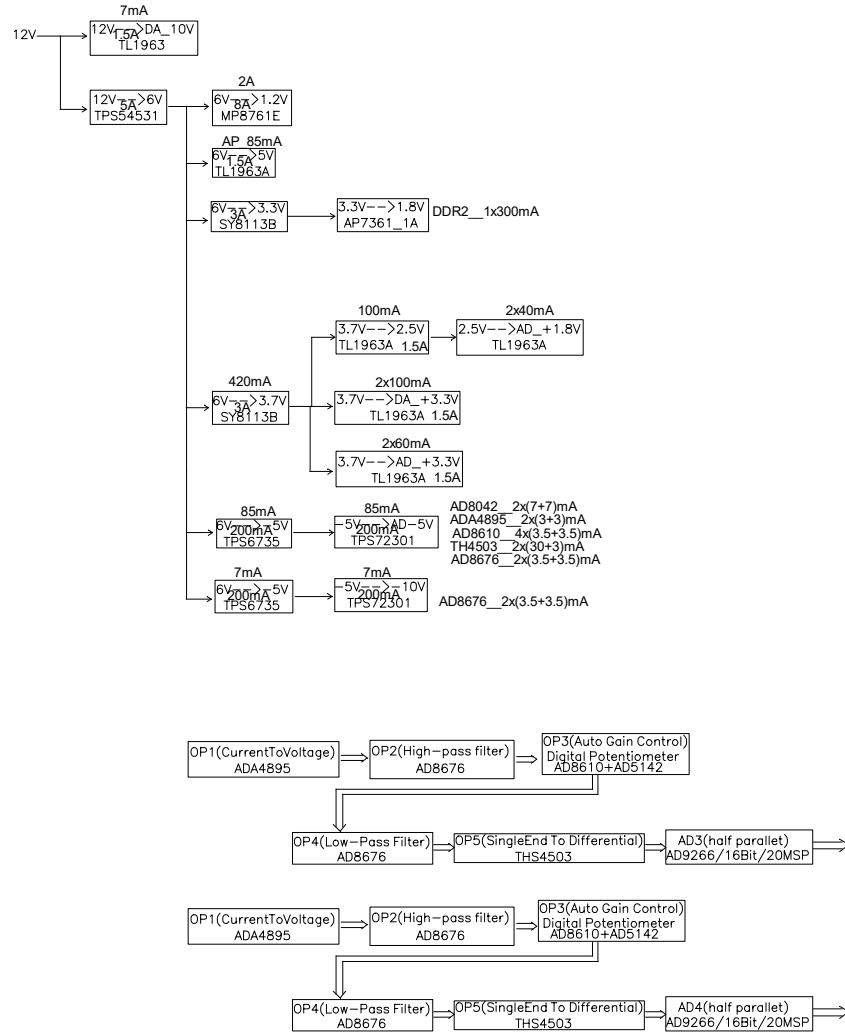 7mA
12V
12V-->DA_10V
1.5A
TL1963
12V-->6V
5A
TPS54531
2A
6V-->1.2V
8A
MP8761E
AP_85mA
6V-->5V
1.5A
TL1963A
6V-->3.3V
3A
SY8113B
3.3V-->1.8V
AP7361_1A
DDR2__1x300mA
100mA
3.7V-->2.5V
TL1963A 1.5A
2x40mA
2.5V-->AD_+1.8V
TL1963A
420mA
6V-->3.7V
3A
SY8113B
2x100mA
3.7V-->DA_+3.3V
TL1963A 1.5A
2x60mA
3.7V-->AD_+3.3V
TL1963A 1.5A
85mA
6V-->-5V
200mA
TPS6735
85mA
-5V-->AD-5V
200mA
TPS72301
AD8042__2x(7+7)mA
ADA4895__2x(3+3)mA
AD8610__4x(3.5+3.5)mA
TH4503__2x(30+3)mA
AD8676__2x(3.5+3.5)mA
7mA
6V-->-5V
200mA
TPS6735
7mA
-5V-->-10V
200mA
TPS72301
AD8676__2x(3.5+3.5)mA
OP1(CurrentToVoltage)
ADA4895
OP2(High-pass filter)
AD8676
OP3(Auto Gain Control)
Digital Potentiometer
AD8610+AD5142
OP4(Low-Pass Filter)
AD8676
OP5(SingleEnd To Differential)
THS4503
AD3(half parallet)
AD9266/16Bit/20MSP
OP1(CurrentToVoltage)
ADA4895
OP2(High-pass filter)
AD8676
OP3(Auto Gain Control)
Digital Potentiometer
AD8610+AD5142
OP4(Low-Pass Filter)
AD8676
OP5(SingleEnd To Differential)
THS4503
AD4(half parallet)
AD9266/16Bit/20MSP